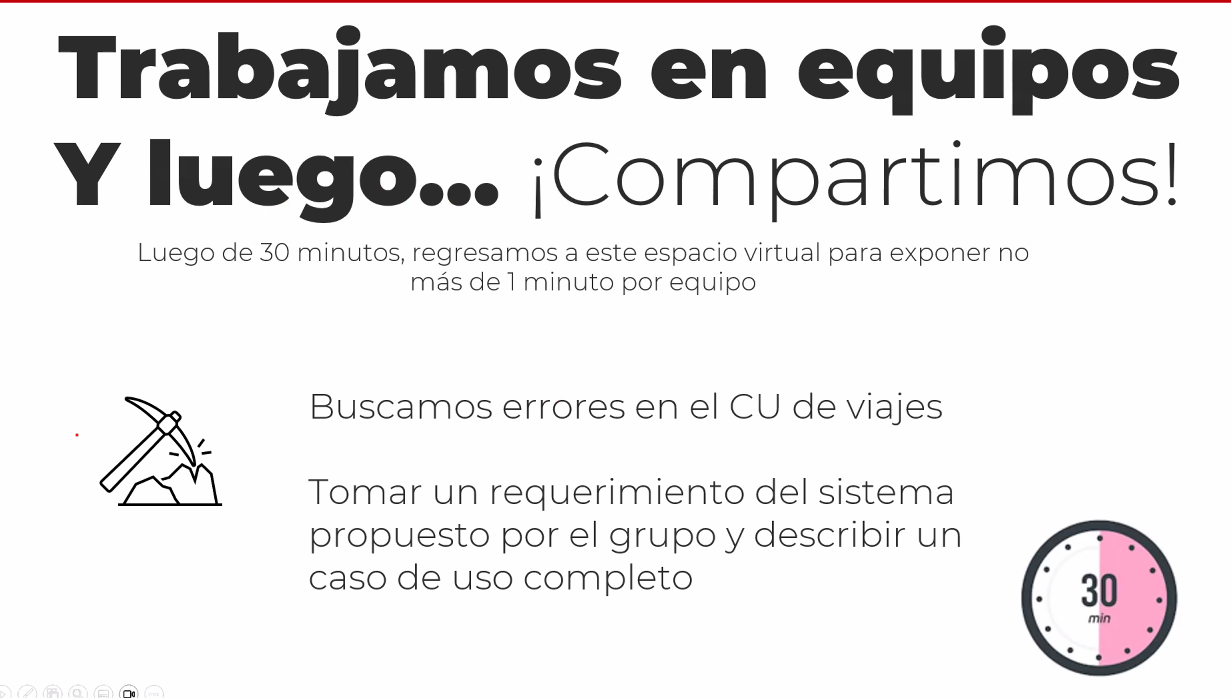 Trabajamos en equipos
Y luego... ¡Compartimos!
Luego de 30 minutos, regresamos a este espacio virtual para exponer no
más de 1 minuto por equipo
Buscamos errores en el CU de viajes
Tomar un requerimiento del sistema
propuesto por el grupo y describir un
caso de uso completo
30
min